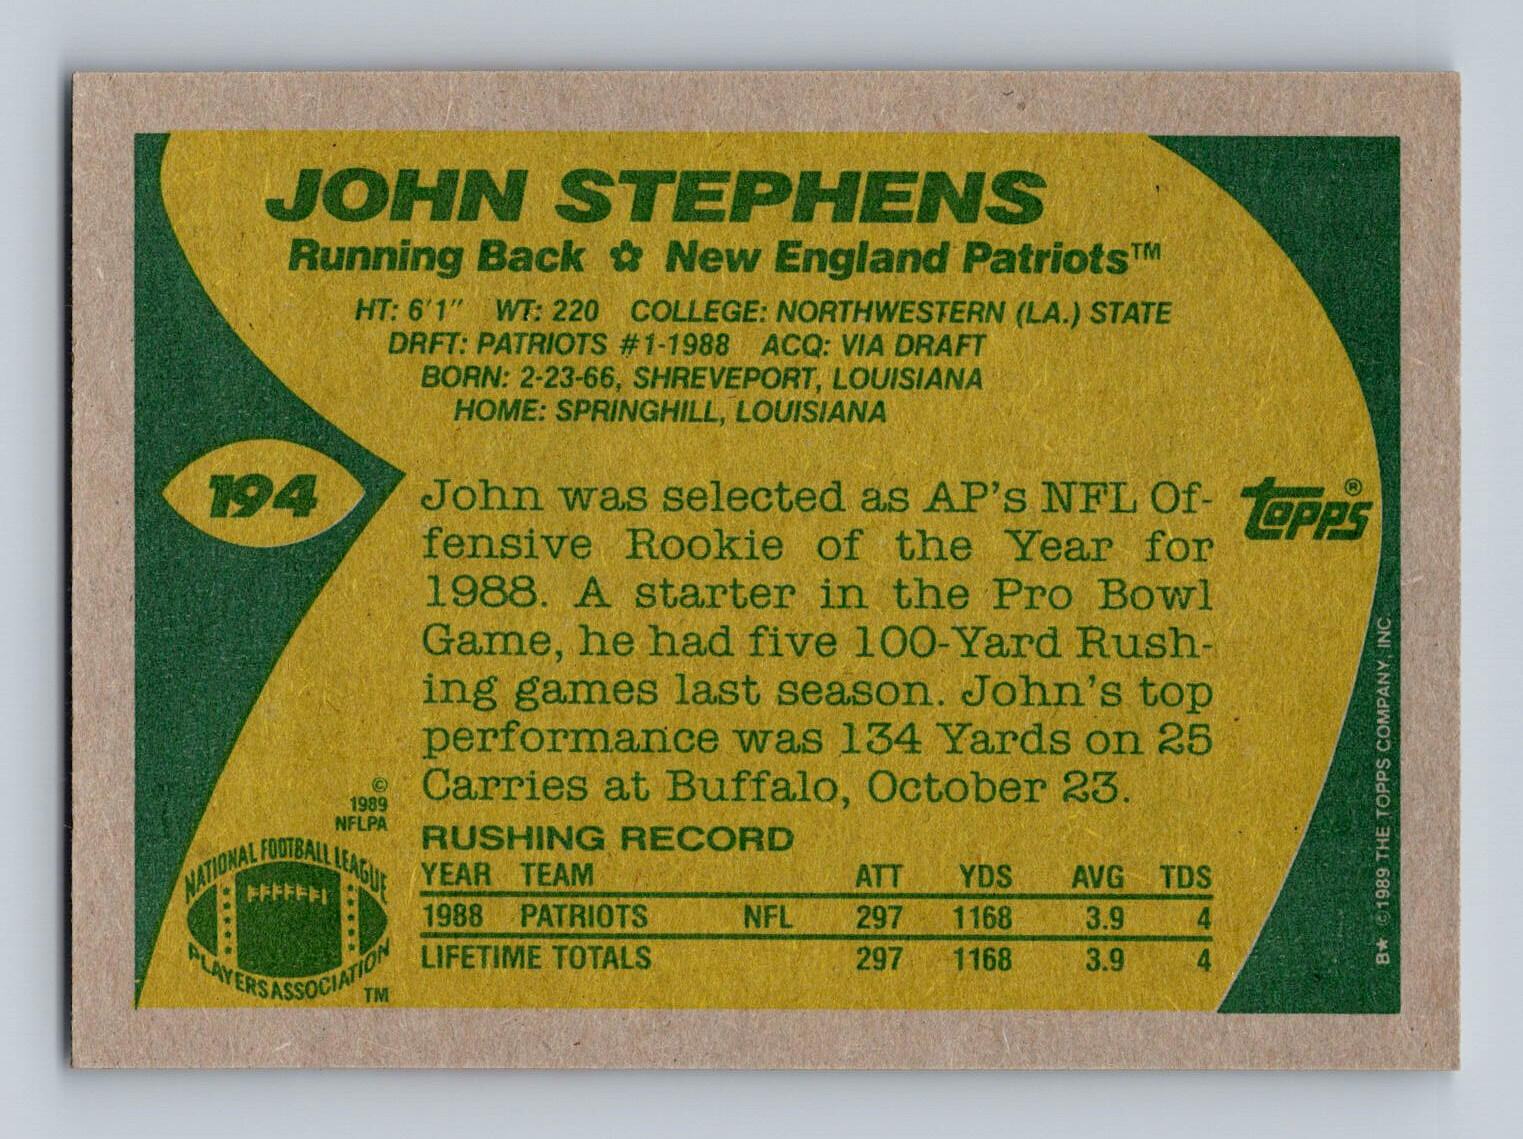 JOHN STEPHENS
Running Back ✿ New England Patriots™
HT: 6'1" WT: 220 COLLEGE: NORTHWESTERN (LA.) STATE
DRFT: PATRIOTS #1-1988 ACQ: VIA DRAFT
BORN: 2-23-66, SHREVEPORT, LOUISIANA
HOME: SPRINGHILL, LOUISIANA
194
John was selected as AP's NFL Of-
fensive Rookie of the Year for
1988. A starter in the Pro Bowl
Game, he had five 100-Yard Rush-
ing games last season. John's top
performance was 134 Yards on 25
Carries at Buffalo, October 23.
topps®
©
1989
NFLPA
NATIONAL FOOTBALL LEAGUE
PLAYERS ASSOCIATION
TM
RUSHING RECORD
YEAR TEAM ATT YDS AVG TDS
1988 PATRIOTS NFL 297 1168 3.9 4
LIFETIME TOTALS 297 1168 3.9 4
B★ ©1989 THE TOPPS COMPANY, INC